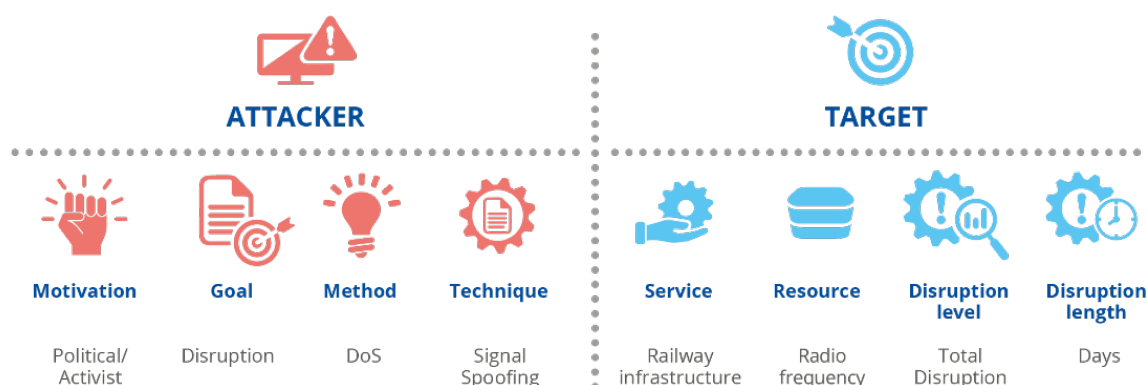 ATTACKER
TARGET
Motivation
Goal
Method
Technique
Service
Resource
Disruption
level
Disruption
length
Political/
Activist
Disruption
DoS
Signal
Spoofing
Railway
infrastructure
Radio
frequency
Total
Disruption
Days